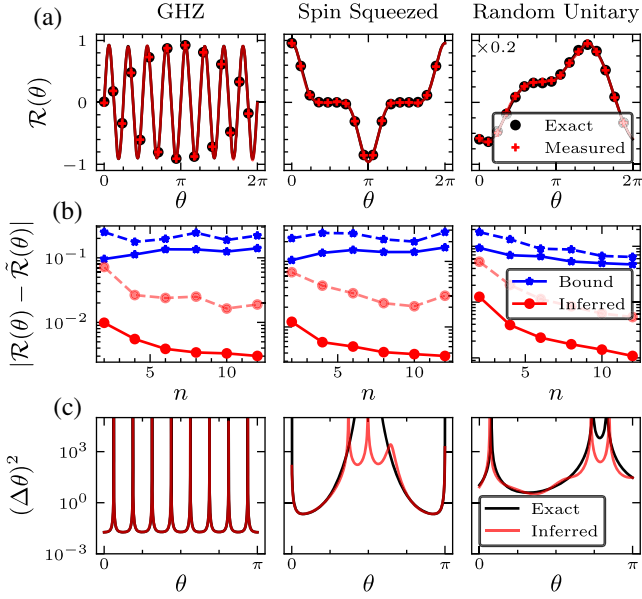 GHZ Spin Squeezed Random Unitary
(a)
R(θ)
1
0
−1
×0.2
Exact
Measured
0 π 2π
0 π 2π
0 π 2π
θ θ θ
(b)
|R(θ) − R̃(θ)|
10⁻¹
10⁻²
Bound
Inferred
5 10
5 10
5 10
n n n
(c)
(Δθ)²
10³
10⁰
10⁻³
Exact
Inferred
0 π
0 π
0 π
θ θ θ